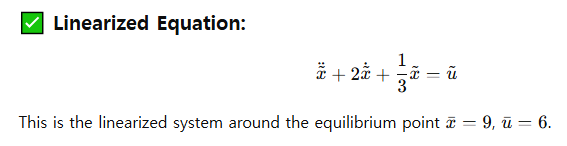 ✅ Linearized Equation:
$\ddot{\tilde{x}} + 2\dot{\tilde{x}} + \frac{1}{3}\tilde{x} = \tilde{u}$
This is the linearized system around the equilibrium point $\bar{x} = 9, \bar{u} = 6$.